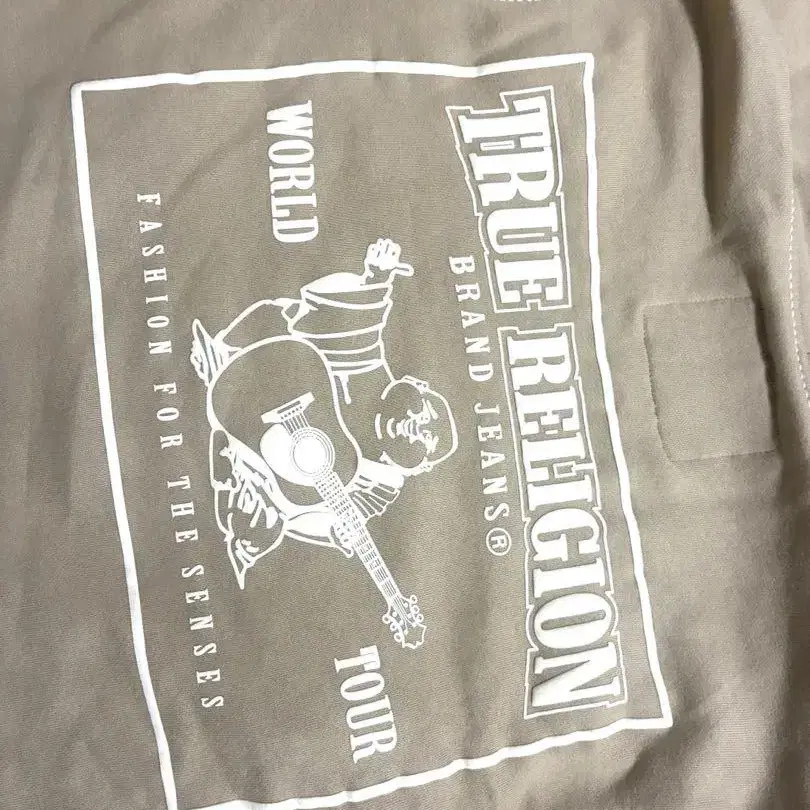 TRUE RELIGION
BRAND JEANS®
WORLD TOUR
FASHION FOR THE SENSES